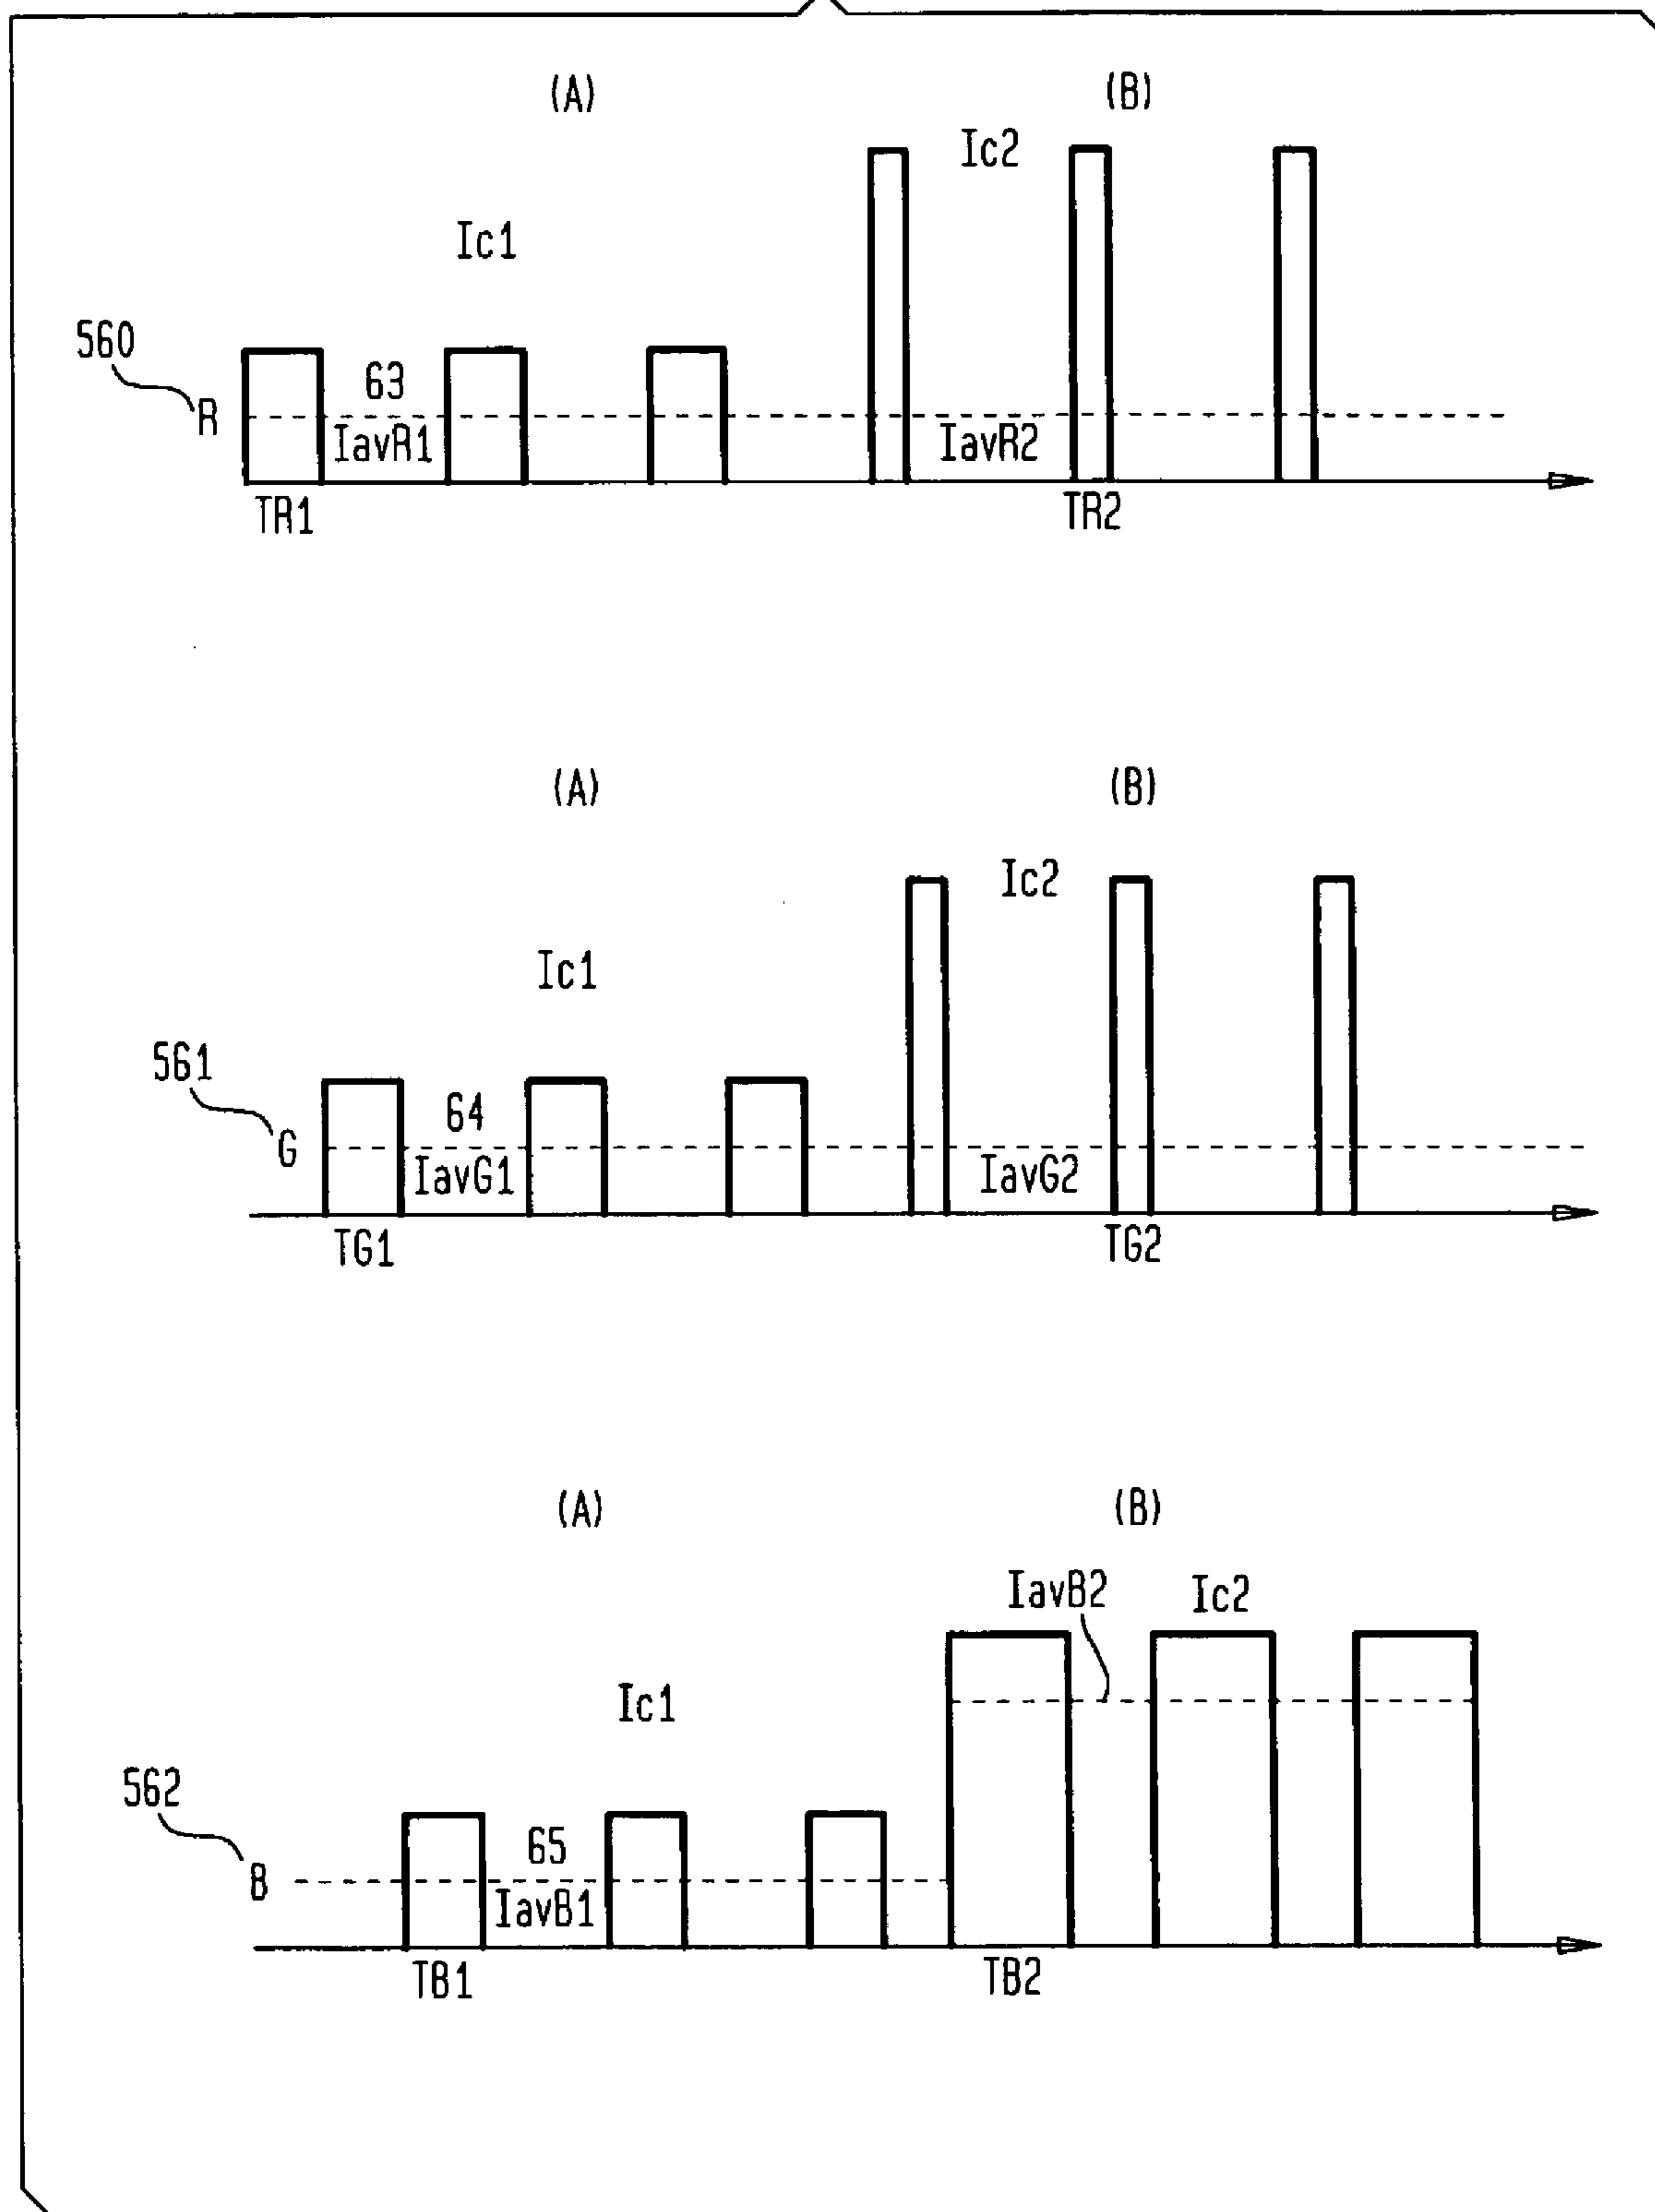 (A) (B)
Ic2
Ic1
560
63
R
IavR1 IavR2
TR1 TR2
(A) (B)
Ic2
Ic1
561
64
G
IavG1 IavG2
TG1 TG2
(A) (B)
IavB2 Ic2
Ic1
562
65
B
IavB1
TB1 TB2